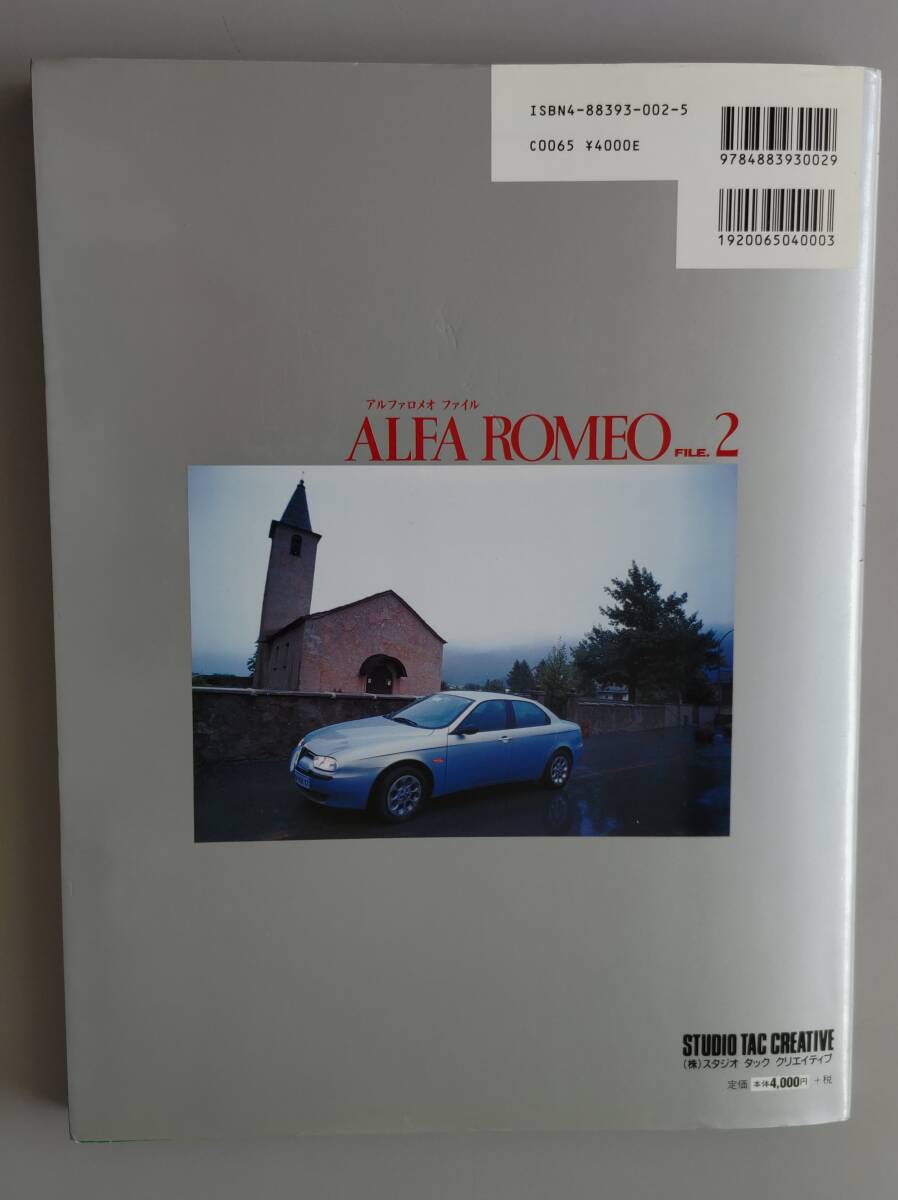 ISBN4-88393-002-5
C0065 ¥4000E
9784883930029
1920065040003
アルファロメオ ファイル
ALFA ROMEO FILE. 2
STUDIO TAC CREATIVE
(株)スタジオ タック クリエイティブ
定価 本体4,000円 +税